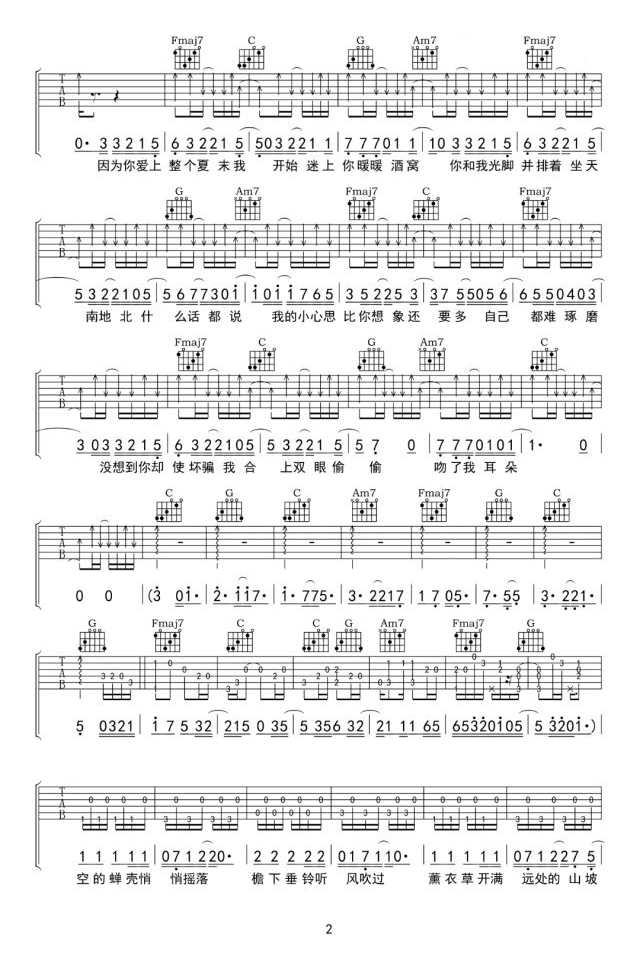 Fmaj7 C G Am7 Fmaj7
T A B
0· 3 3 2 1 5 | 6 3 2 2 1 5 | 5 0 3 2 2 1 1 | 7 7 7 0 1 | 1 0 3 3 2 1 5 | 6 3 2 2 1 5
因为你爱上 整个夏 末我 开始 迷上 你暖暖 酒窝 你和我光脚 并排着 坐天
G Am7 Fmaj7 C Fmaj7
T A B
5 3 2 2 1 0 5 | 5 6 7 7 3 0 1 | 1 0 1 1 7 6 5 | 3 2 2 2 5 3 3 | 3 7 5 5 0 5 6 | 6 5 5 0 4 0 3
南地 北 什 么话 都 说 我的小心思 比你想 象还 要多 自己 都难 琢 磨
Fmaj7 C G Am7 C
T A B
3 0 3 3 2 1 5 | 6 3 2 2 1 0 5 | 5 3 2 2 1 5 | 5 7 0 | 7 7 7 0 1 0 1 | 1· 0
没想到你却 使坏骗 我 合 上双 眼 偷 偷 吻了我 耳 朵
C G C Am7 Fmaj7 G C
T A B
0 0 | (3 0 1· | 2· 1 1 7· | 1· 7 7 5· | 3· 2 2 1 7 | 1 7 0 5· | 7· 5 5 | 3· 2 2 1·
G Fmaj7 C C G Am7 Fmaj7 G
T A B
5 0 3 2 1 | 1 7 5 3 2 | 2 1 5 0 3 5 | 5 3 5 6 3 2 | 2 1 1 1 6 5 | 6 5 3 2 0 1 0 5 | 5 3 2 0 1· )
T A B
1 1 1 1 1 | 0 7 1 2 2 0· | 2 2 2 2 2 | 0 1 7 1 1 0· | 1 1 1 1 1 | 0 7 1 2 2 7 5
空 的 蝉 壳悄 悄摇落 檐 下 垂 铃听 风吹过 薰 衣 草 开满 远处的 山 坡
2